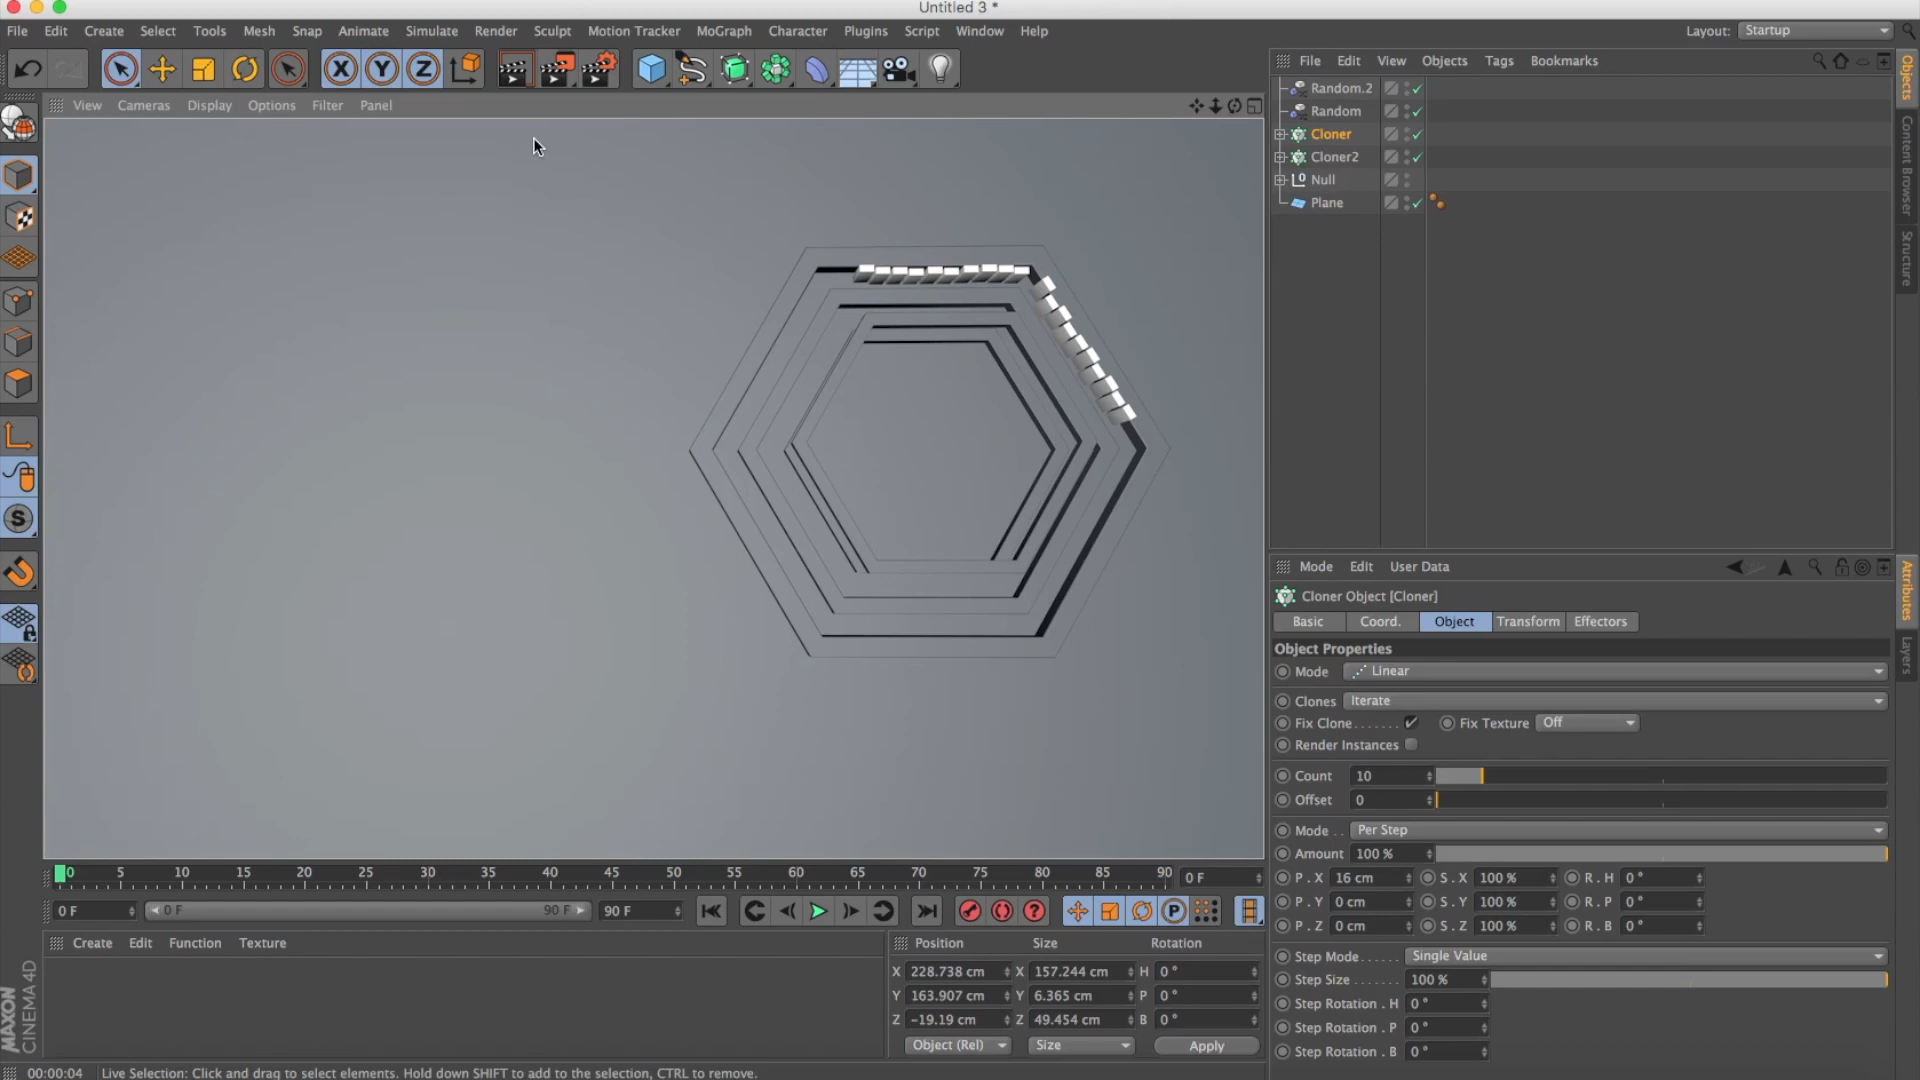 Untitled 3 *
File Edit Create Select Tools Mesh Snap Animate Simulate Render Sculpt Motion Tracker MoGraph Character Plugins Script Window Help Layout: Startup
X Y Z
File Edit View Objects Tags Bookmarks
Random.2
Random
Cloner
Cloner2
Null
Plane
Objects
Content Browser
Structure
View Cameras Display Options Filter Panel
S
Mode Edit User Data
Cloner Object [Cloner]
Basic Coord. Object Transform Effectors
Object Properties
Mode Linear
Clones Iterate
Fix Clone....... Fix Texture Off
Render Instances
Count 10
Offset 0
Mode .. Per Step
Amount 100 %
P . X 16 cm S . X 100 % R . H 0 °
P . Y 0 cm S . Y 100 % R . P 0 °
P . Z 0 cm S . Z 100 % R . B 0 °
Step Mode...... Single Value
Step Size ....... 100 %
Step Rotation . H 0 °
Step Rotation . P 0 °
Step Rotation . B 0 °
Attributes
Layers
0 5 10 15 20 25 30 35 40 45 50 55 60 65 70 75 80 85 90 0 F
0 F 0 F 90 F 90 F P
Create Edit Function Texture
Position Size Rotation
X 228.738 cm X 157.244 cm H 0 °
Y 163.907 cm Y 6.365 cm P 0 °
Z -19.19 cm Z 49.454 cm B 0 °
Object (Rel) Size Apply
MAXON
CINEMA 4D
00:00:04 Live Selection: Click and drag to select elements. Hold down SHIFT to add to the selection, CTRL to remove.